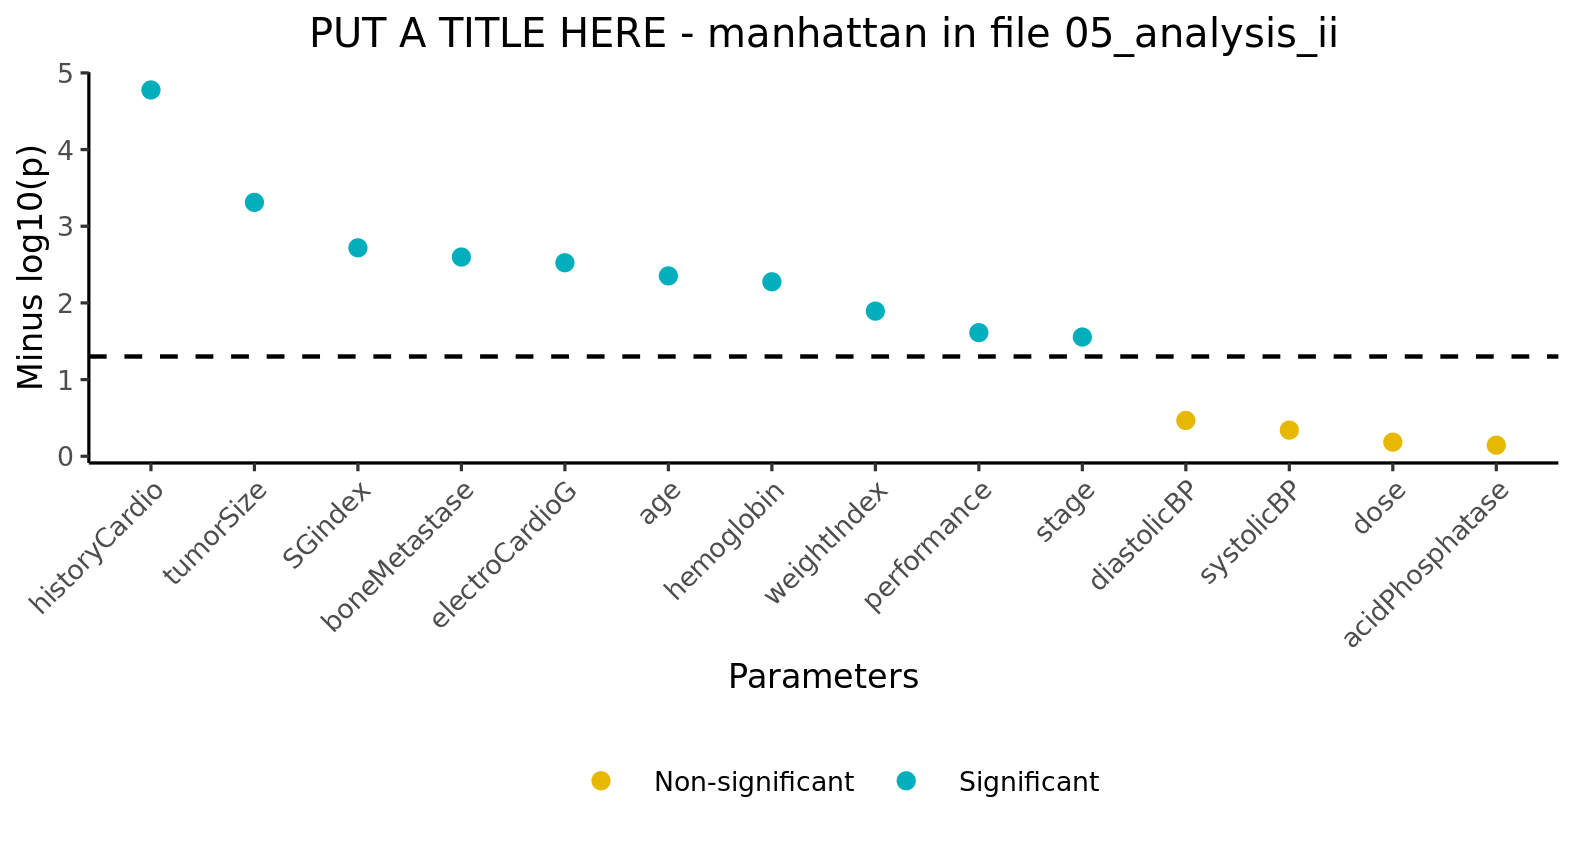 PUT A TITLE HERE - manhattan in file 05_analysis_ii
Minus log10(p)
5
4
3
2
1
0
historyCardio
tumorSize
SGindex
boneMetastase
electroCardioG
age
hemoglobin
weightIndex
performance
stage
diastolicBP
systolicBP
dose
acidPhosphatase
Parameters
Non-significant
Significant